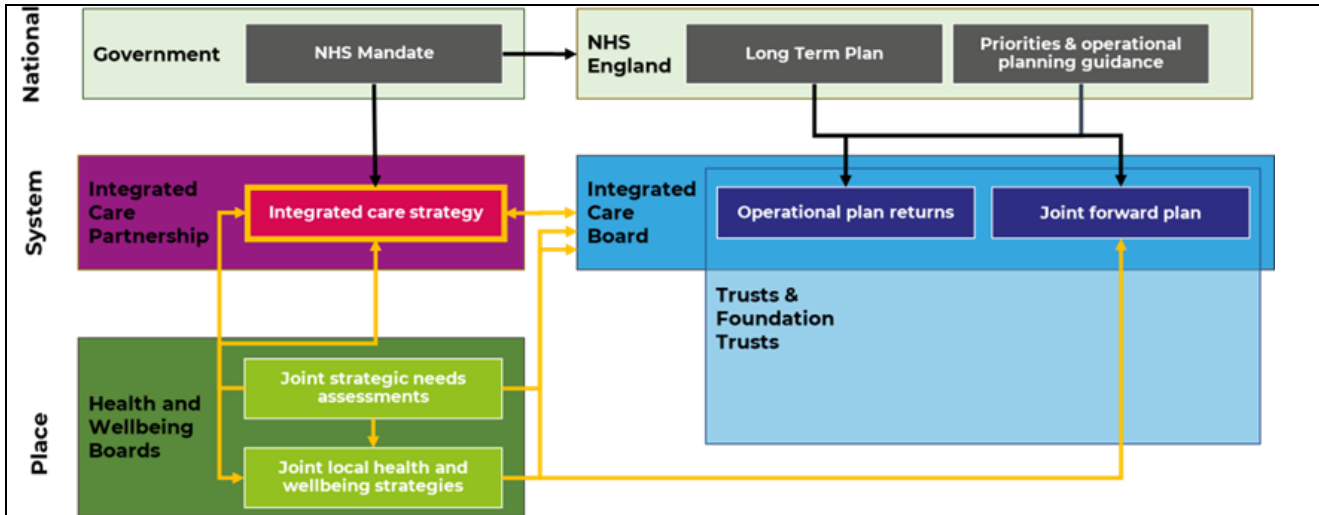 National
Government
NHS Mandate
NHS
England
Long Term Plan
Priorities & operational
planning guidance
System
Integrated
Care
Partnership
Integrated care strategy
Integrated
Care
Board
Operational plan returns
Joint forward plan
Trusts &
Foundation
Trusts
Place
Health and
Wellbeing
Boards
Joint strategic needs
assessments
Joint local health and
wellbeing strategies